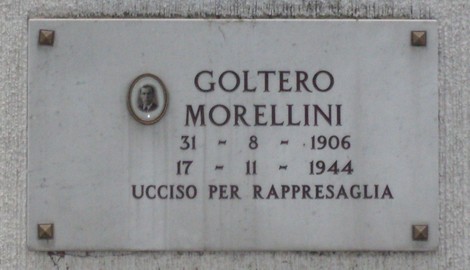 GOLTERO
MORELLINI
31 - 8 - 1906
17 - 11 - 1944
UCCISO PER RAPPRESAGLIA